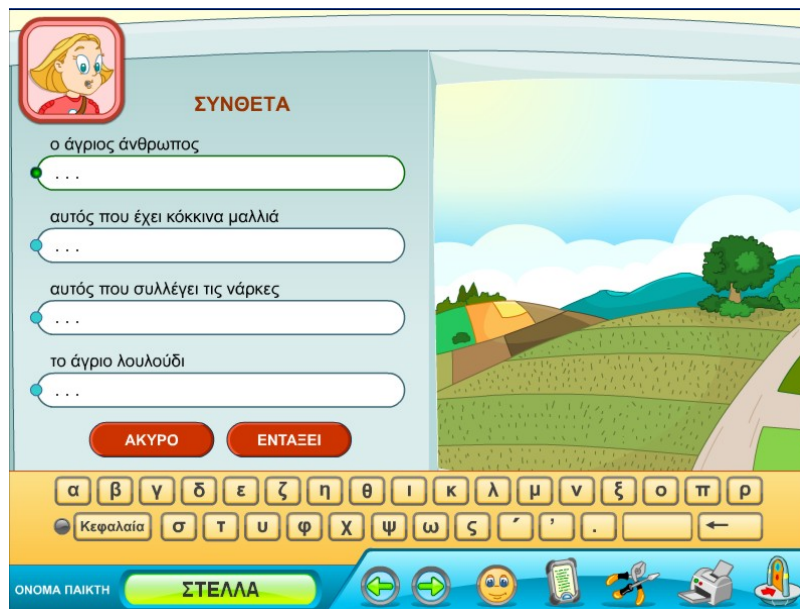 ΣΥΝΘΕΤΑ
ο άγριος άνθρωπος
. . .
αυτός που έχει κόκκινα μαλλιά
. . .
αυτός που συλλέγει τις νάρκες
. . .
το άγριο λουλούδι
. . .
ΑΚΥΡΟ ΕΝΤΑΞΕΙ
α β γ δ ε ζ η θ ι κ λ μ ν ξ ο π ρ
Κεφαλαία σ τ υ φ χ ψ ω ς ΄ ’ . ←
ΟΝΟΜΑ ΠΑΙΚΤΗ ΣΤΕΛΛΑ